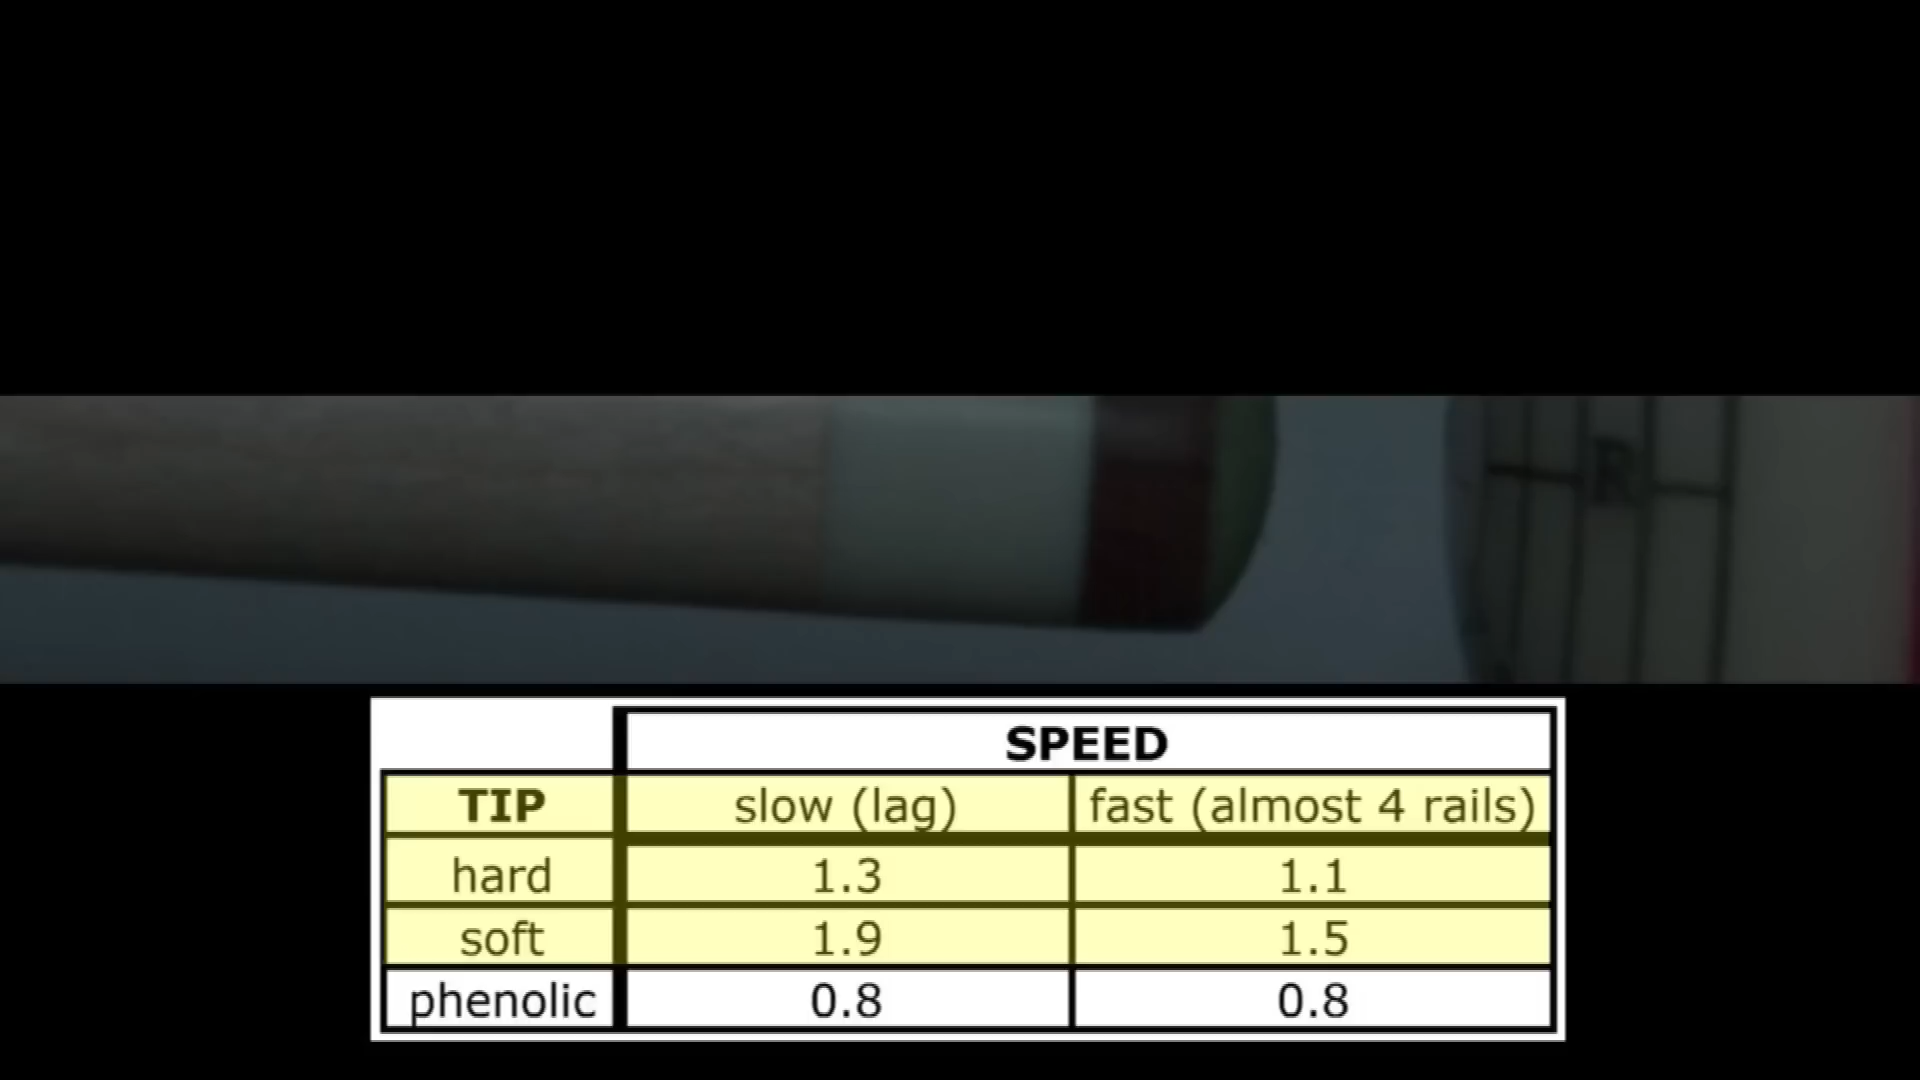 R
SPEED
TIP slow (lag) fast (almost 4 rails)
hard 1.3 1.1
soft 1.9 1.5
phenolic 0.8 0.8